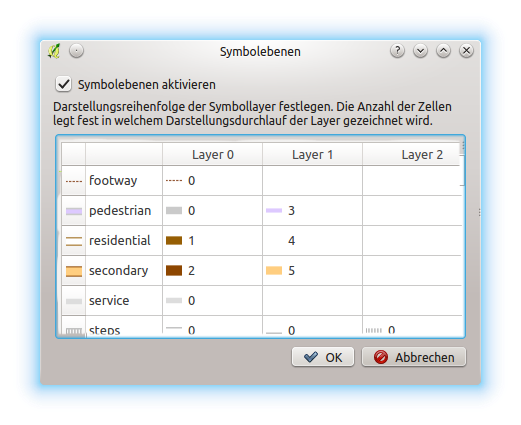 Symbolebenen
Symbolebenen aktivieren
Darstellungsreihenfolge der Symbollayer festlegen. Die Anzahl der Zellen
legt fest in welchem Darstellungsdurchlauf der Layer gezeichnet wird.
Layer 0 Layer 1 Layer 2
footway 0
pedestrian 0 3
residential 1 4
secondary 2 5
service 0
steps 0 0 0
OK Abbrechen